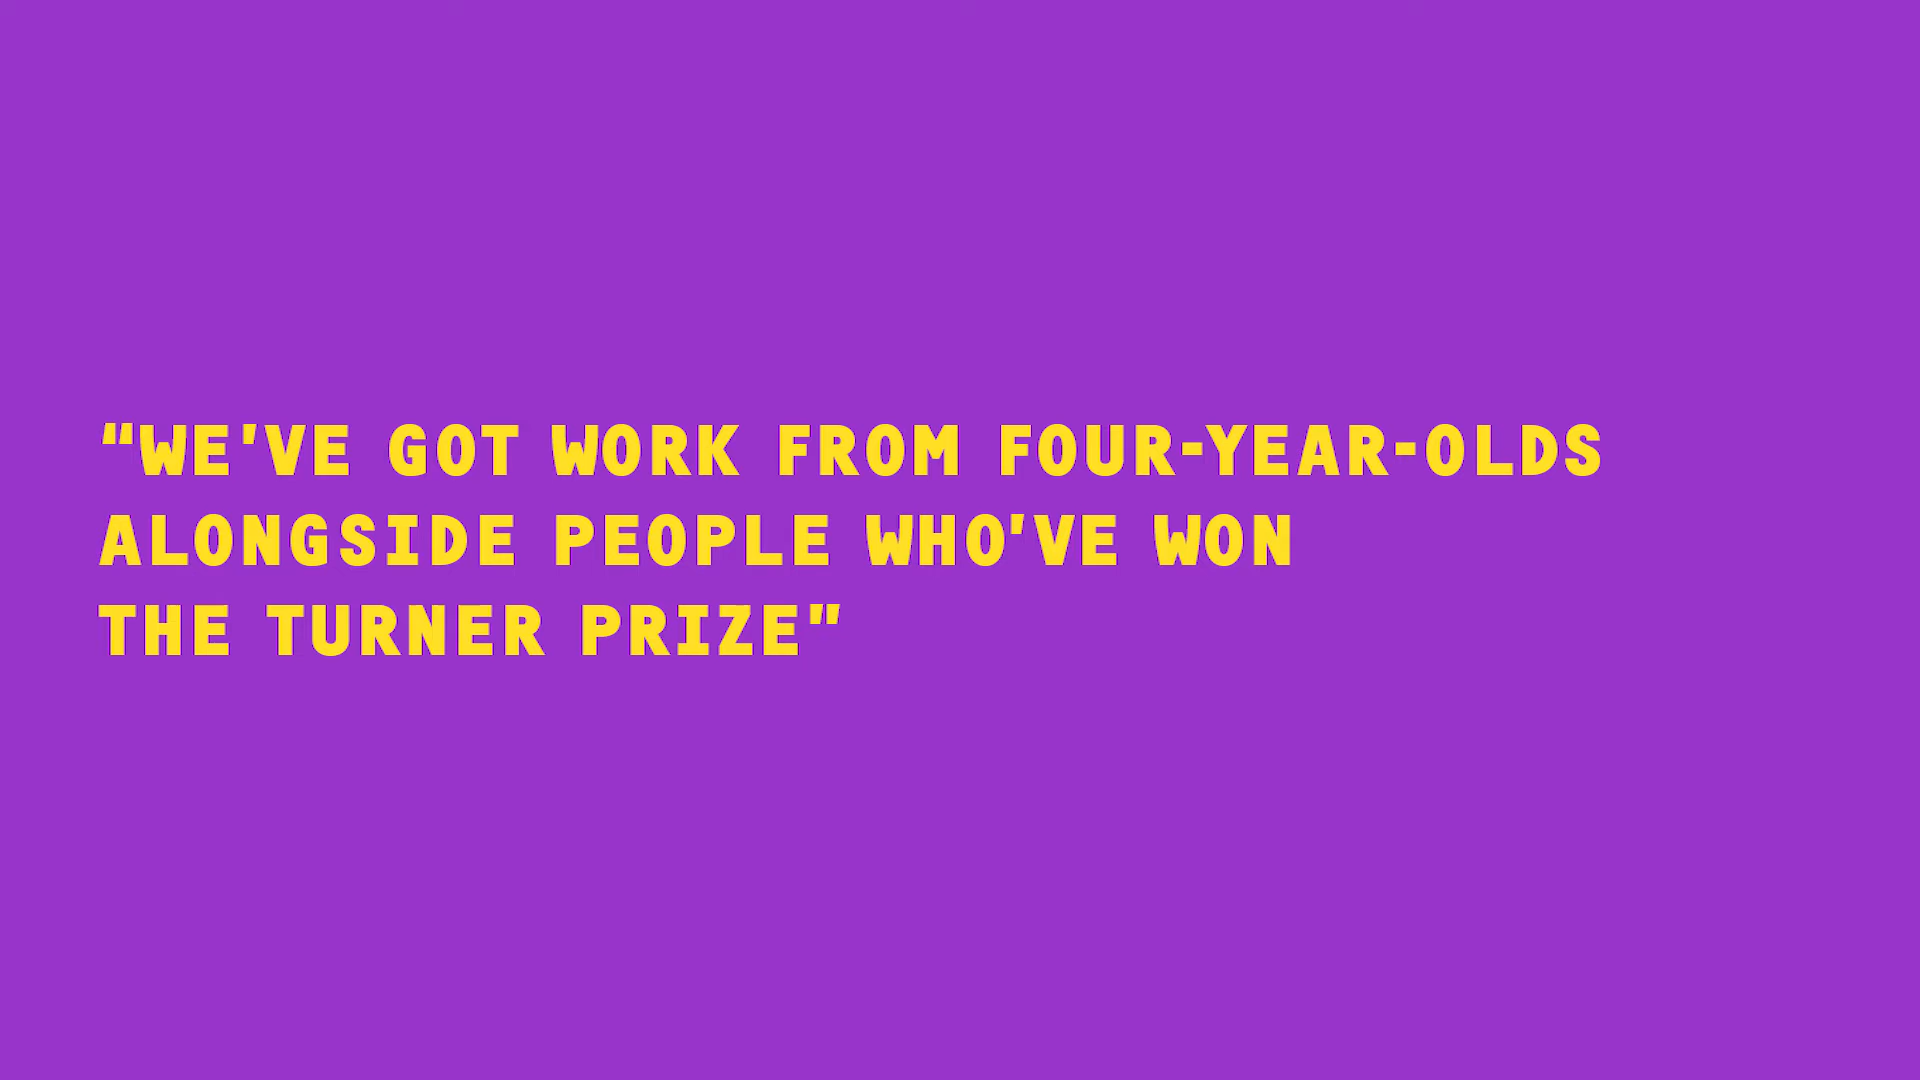 “WE'VE GOT WORK FROM FOUR-YEAR-OLDS
ALONGSIDE PEOPLE WHO'VE WON
THE TURNER PRIZE”